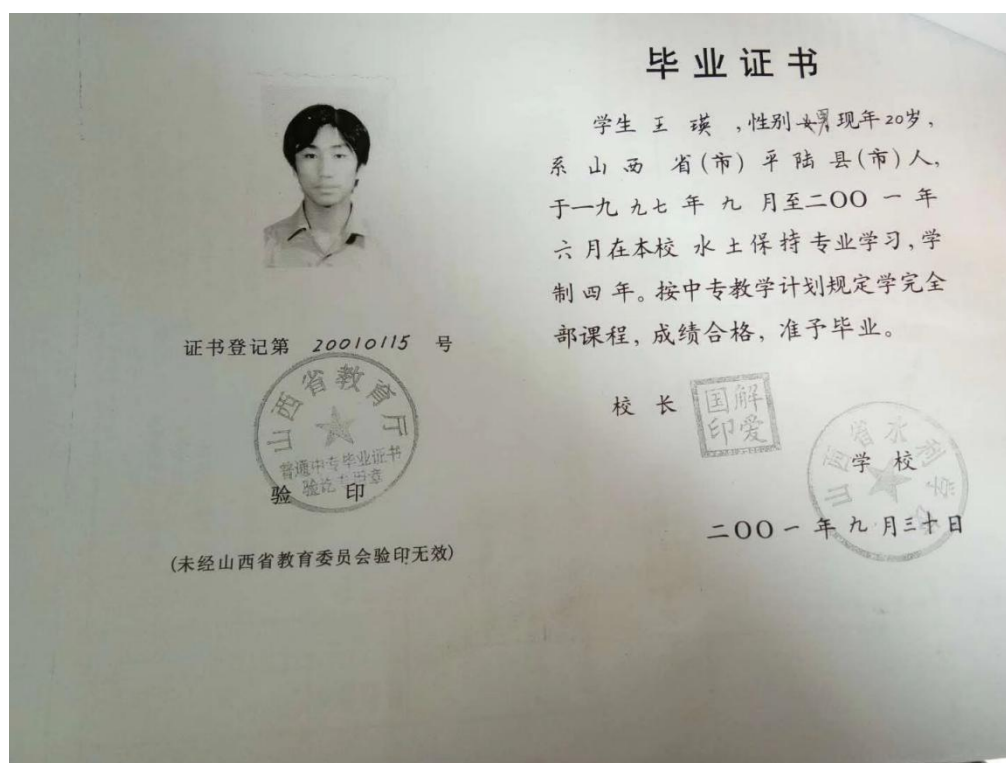 毕业证书
学生 王 瑛 ,性别 男 现年20岁,
系 山 西 省(市) 平 陆 县(市)人,
于一九 九七 年 九 月至二OO 一 年
六 月在本校 水 土 保 持 专业学习,学
制 四 年。按中专教学计划规定学完全
部课程,成绩合格,准予毕业。
校 长
国解
印爱
山西省水利学校
学 校
二OO 一 年 九 月三十日
证书登记第 20010115 号
山西省教育厅
普通中专毕业证书
验 印
(未经山西省教育委员会验印无效)